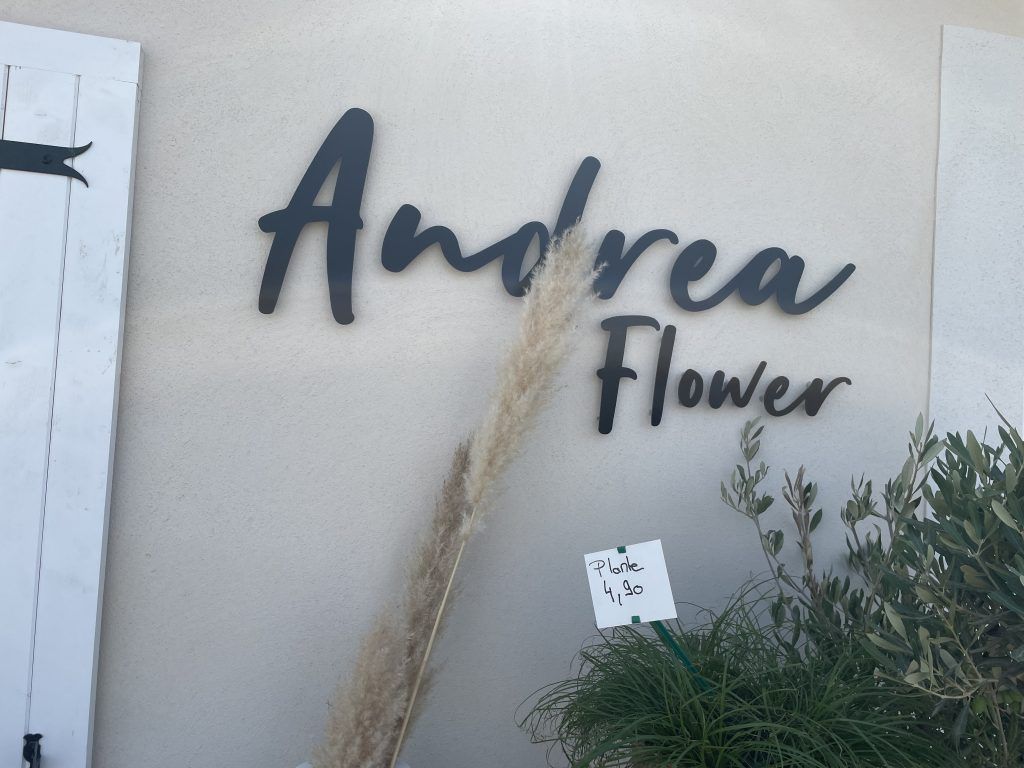 Andrea
Flower
Plante
4,90